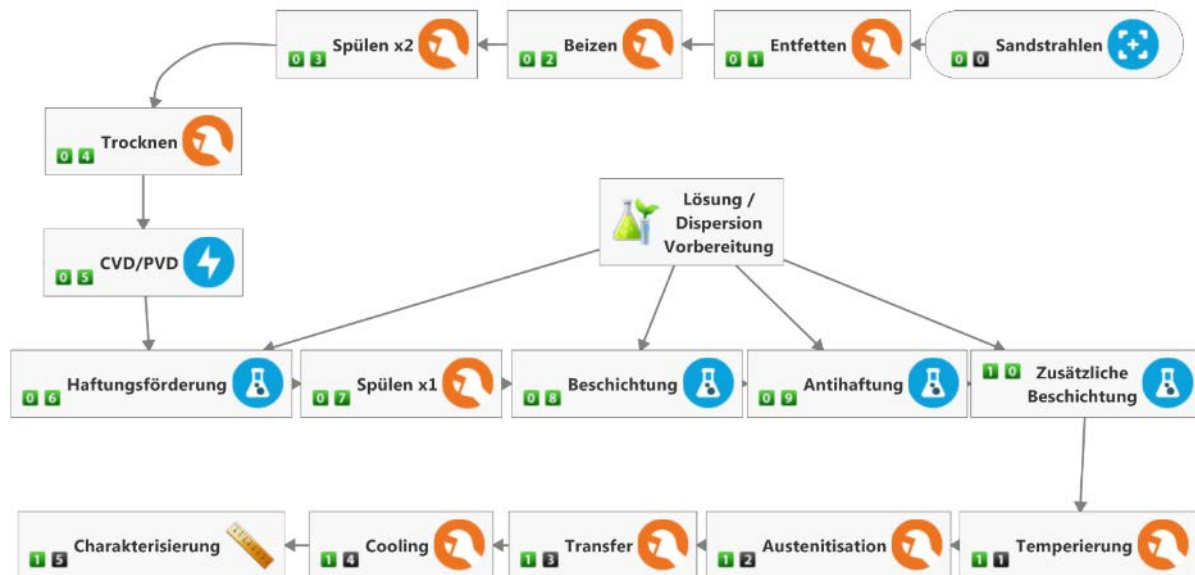 Sandstrahlen
0 0
Entfetten
0 1
Beizen
0 2
Spülen x2
0 3
Trocknen
0 4
CVD/PVD
0 5
Lösung /
Dispersion
Vorbereitung
Haftungsförderung
0 6
Spülen x1
0 7
Beschichtung
0 8
Antihaftung
0 9
1 0
Zusätzliche
Beschichtung
Temperierung
1 1
Austenitisation
1 2
Transfer
1 3
Cooling
1 4
Charakterisierung
1 5